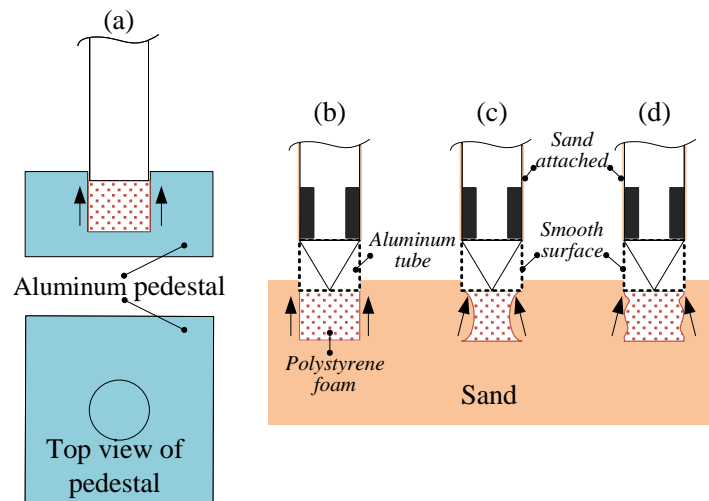 (a)
Aluminum pedestal
Top view of
pedestal
(b)
(c)
(d)
Sand
attached
Aluminum
tube
Smooth
surface
Polystyrene
foam
Sand